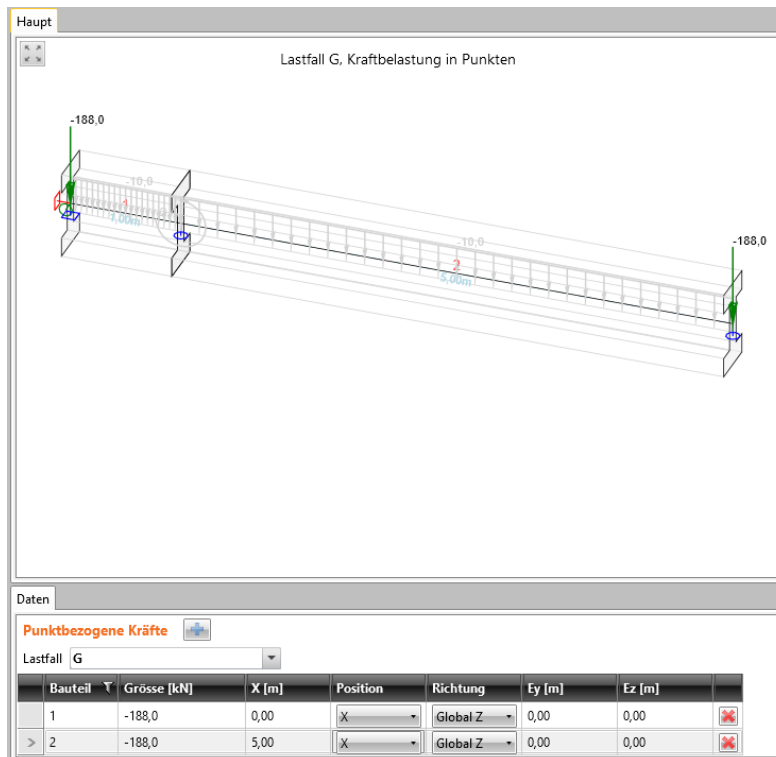 Haupt
Lastfall G, Kraftbelastung in Punkten
-188,0
-10,0
1
1,00m
-10,0
2
5,00m
-188,0
Daten
Punktbezogene Kräfte
Lastfall G
Bauteil Grösse [kN] X [m] Position Richtung Ey [m] Ez [m]
1 -188,0 0,00 X Global Z 0,00 0,00
> 2 -188,0 5,00 X Global Z 0,00 0,00